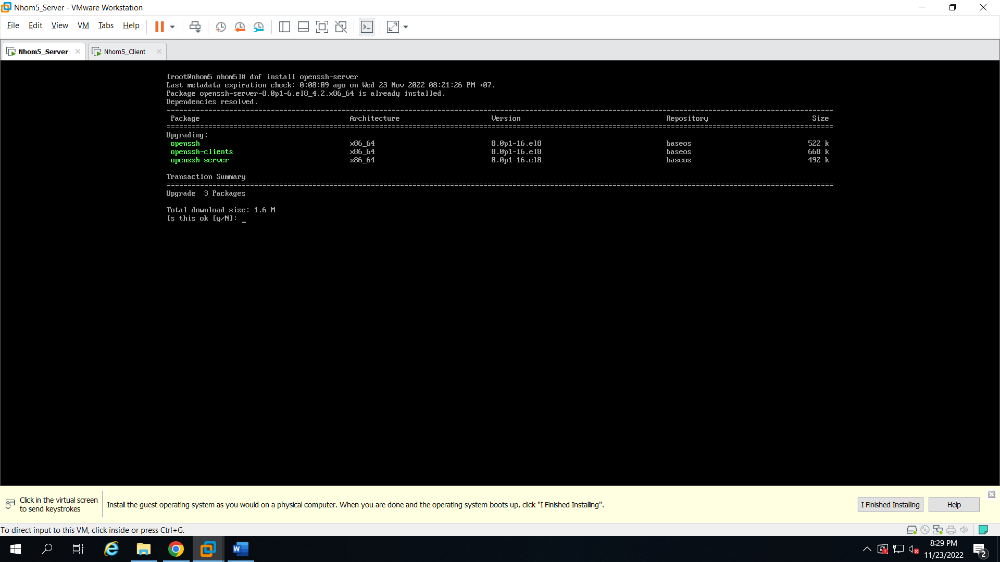 Nhom5_Server - VMware Workstation
File Edit View VM Tabs Help
Nhom5_Server
Nhom5_Client
[root@nhom5 nhom5]# dnf install openssh-server
Last metadata expiration check: 0:08:09 ago on Wed 23 Nov 2022 08:21:26 PM +07.
Package openssh-server-8.0p1-6.el8_4.2.x86_64 is already installed.
Dependencies resolved.
Package Architecture Version Repository Size
Upgrading:
openssh x86_64 8.0p1-16.el8 baseos 522 k
openssh-clients x86_64 8.0p1-16.el8 baseos 668 k
openssh-server x86_64 8.0p1-16.el8 baseos 492 k
Transaction Summary
Upgrade 3 Packages
Total download size: 1.6 M
Is this ok [y/N]: _
Click in the virtual screen
to send keystrokes
Install the guest operating system as you would on a physical computer. When you are done and the operating system boots up, click "I Finished Installing".
I Finished Installing
Help
To direct input to this VM, click inside or press Ctrl+G.
8:29 PM
11/23/2022
2